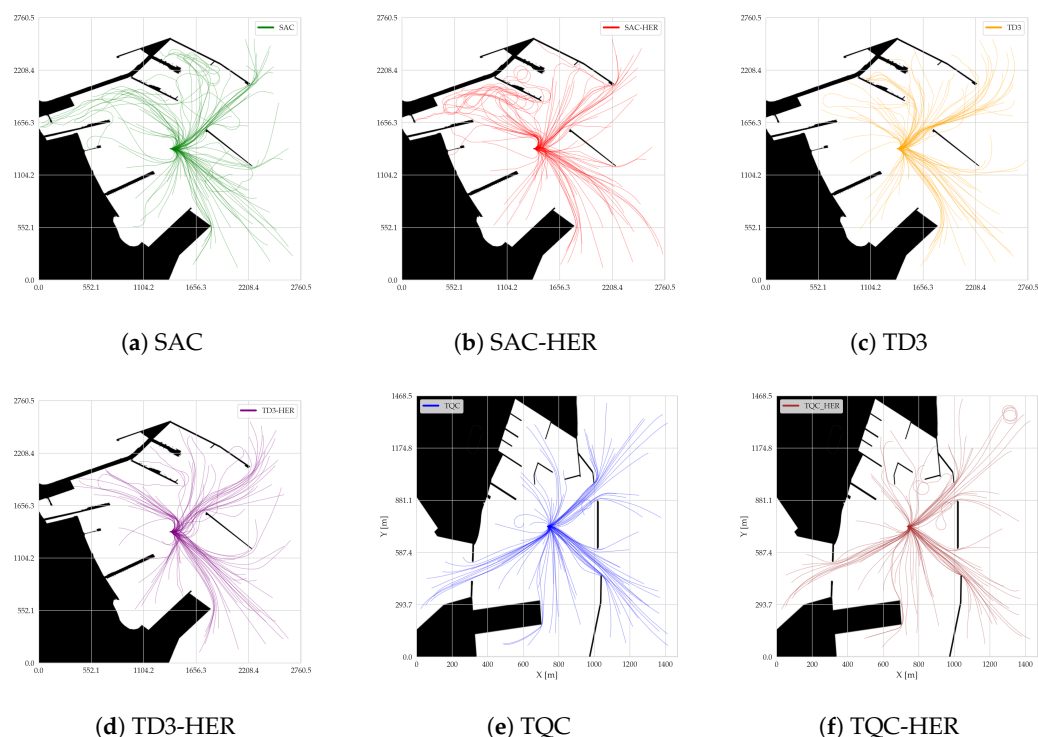 2760.5 2760.5 2760.5
SAC SAC-HER TD3
2208.4 2208.4 2208.4
1656.3 1656.3 1656.3
1104.2 1104.2 1104.2
552.1 552.1 552.1
0.0 0.0 0.0
0.0 552.1 1104.2 1656.3 2208.4 2760.5 0.0 552.1 1104.2 1656.3 2208.4 2760.5 0.0 552.1 1104.2 1656.3 2208.4 2760.5
(a) SAC (b) SAC-HER (c) TD3
2760.5 1468.5 1468.5
TD3-HER TQC TQC_HER
2208.4 1174.8 1174.8
1656.3 881.1 881.1
Y [m] Y [m]
1104.2 587.4 587.4
552.1 293.7 293.7
0.0 0.0 0.0
0.0 552.1 1104.2 1656.3 2208.4 2760.5 0 200 400 600 800 1000 1200 1400 0 200 400 600 800 1000 1200 1400
X [m] X [m]
(d) TD3-HER (e) TQC (f) TQC-HER